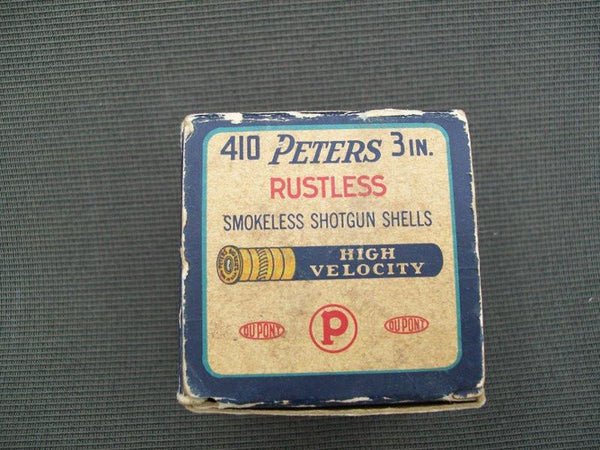 410 PETERS 3 IN.
RUSTLESS
SMOKELESS SHOTGUN SHELLS
HIGH
VELOCITY
DU PONT P DU PONT